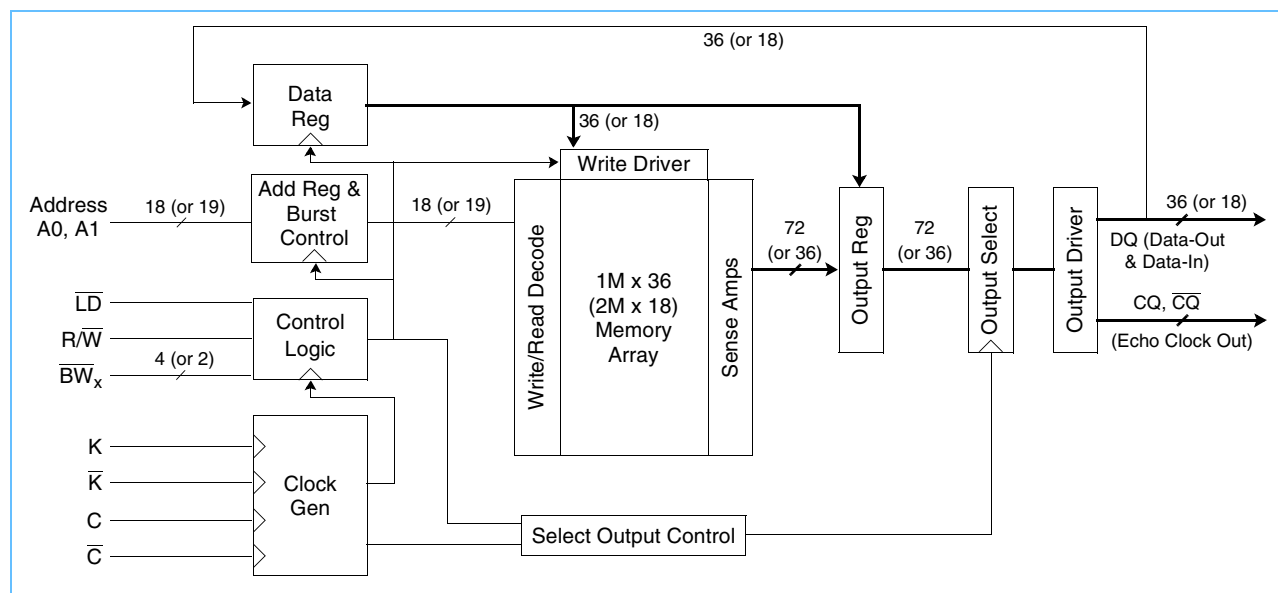 36 (or 18)
Data
Reg
36 (or 18)
Write Driver
Address
A0, A1
18 (or 19)
Add Reg &
Burst
Control
18 (or 19)
Write/Read Decode
1M x 36
(2M x 18)
Memory
Array
Sense Amps
72
(or 36)
Output Reg
72
(or 36)
Output Select
Output Driver
36 (or 18)
DQ (Data-Out
& Data-In)
CQ, C̅Q̅
(Echo Clock Out)
L̅D̅
R/W̅
B̅W̅x
4 (or 2)
Control
Logic
K
K̅
C
C̅
Clock
Gen
Select Output Control